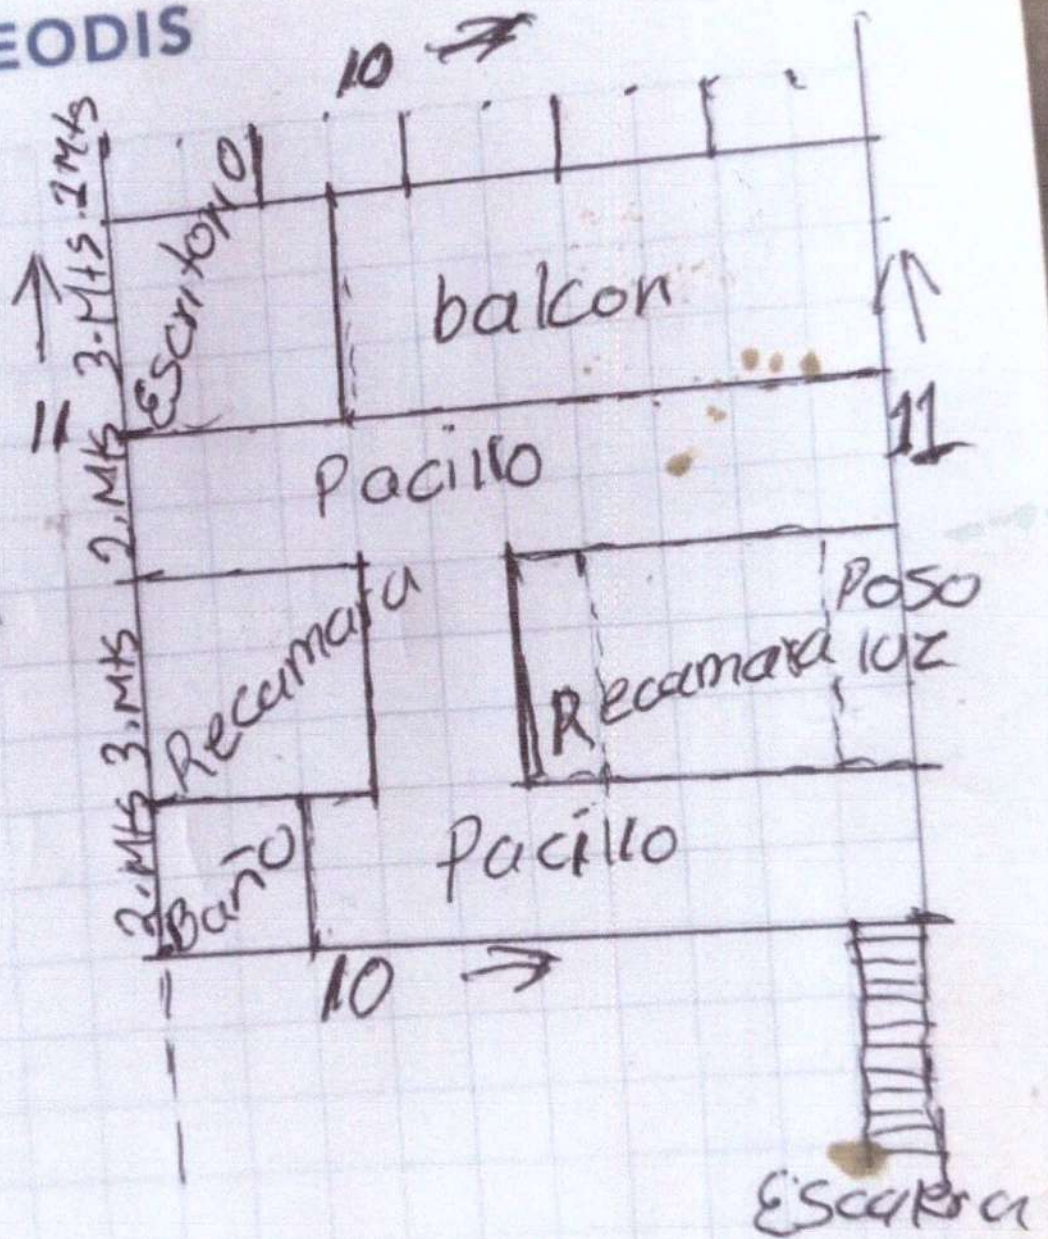 EODIS
10
1 Mts
3. Mts
2. Mts
3. Mts
2. Mts
11
11
Escritorio
balcon
Pacillo
Recamara
Recamara
Poso
luz
Baño
Pacillo
10
Escalera